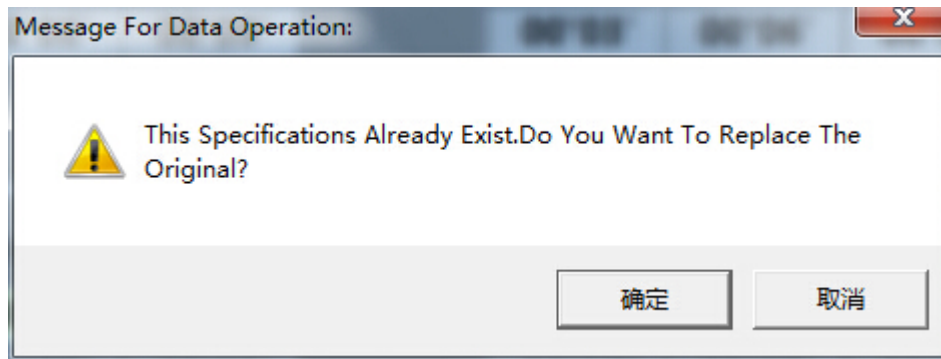 Message For Data Operation:
This Specifications Already Exist.Do You Want To Replace The
Original?
确定
取消